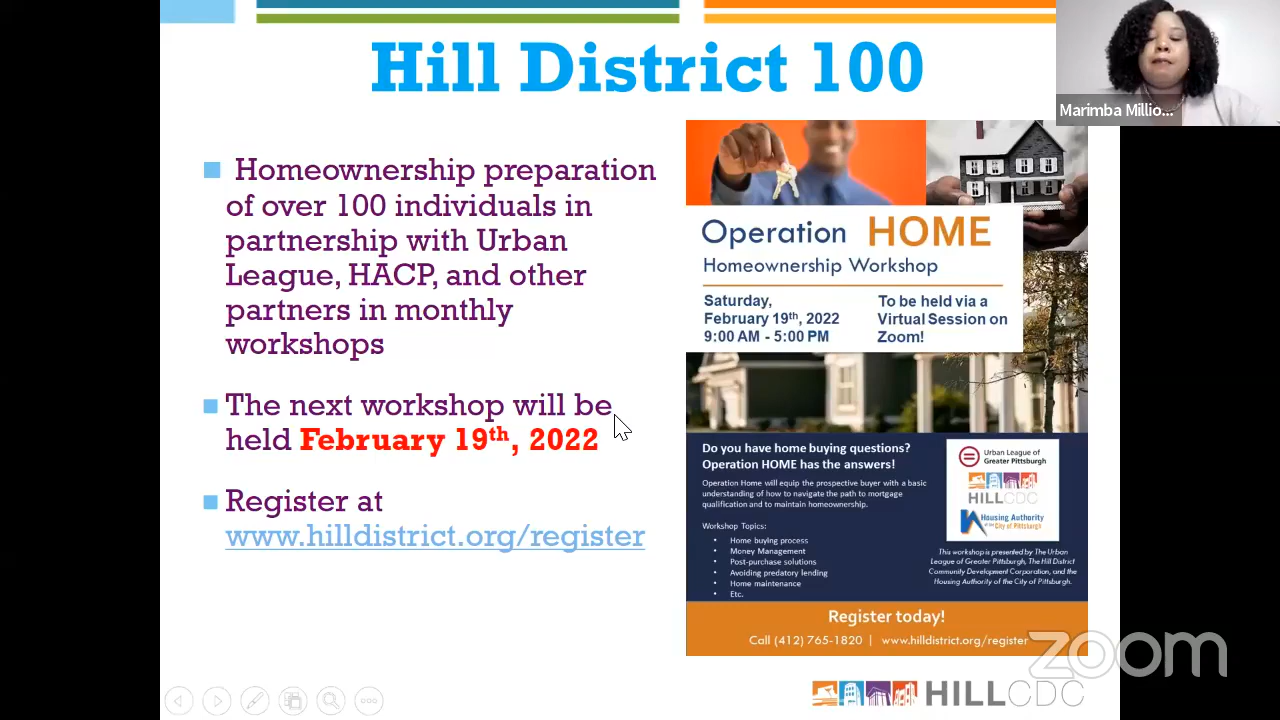 Hill District 100
Marimba Millio...
Homeownership preparation
of over 100 individuals in
partnership with Urban
League, HACP, and other
partners in monthly
workshops
The next workshop will be
held February 19th, 2022
Register at
www.hilldistrict.org/register
Operation HOME
Homeownership Workshop
Saturday,
February 19th, 2022
9:00 AM - 5:00 PM
To be held via a
Virtual Session on
Zoom!
Do you have home buying questions?
Operation HOME has the answers!
Operation Home will equip the prospective buyer with a basic
understanding of how to navigate the path to mortgage
qualification and to maintain homeownership.
Workshop Topics:
• Home buying process
• Money Management
• Post-purchase solutions
• Avoiding predatory lending
• Home maintenance
• Etc.
Urban League of
Greater Pittsburgh
HILLCDC
Housing Authority
of the City of Pittsburgh
This workshop is presented by The Urban
League of Greater Pittsburgh, The Hill District
Community Development Corporation, and the
Housing Authority of the City of Pittsburgh.
Register today!
Call (412) 765-1820 | www.hilldistrict.org/register
zoom
HILLCDC